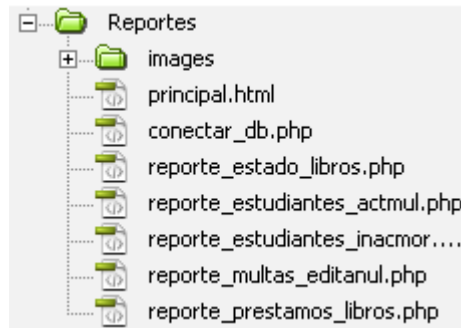 Reportes
images
principal.html
conectar_db.php
reporte_estado_libros.php
reporte_estudiantes_actmul.php
reporte_estudiantes_inacmor....
reporte_multas_editanul.php
reporte_prestamos_libros.php